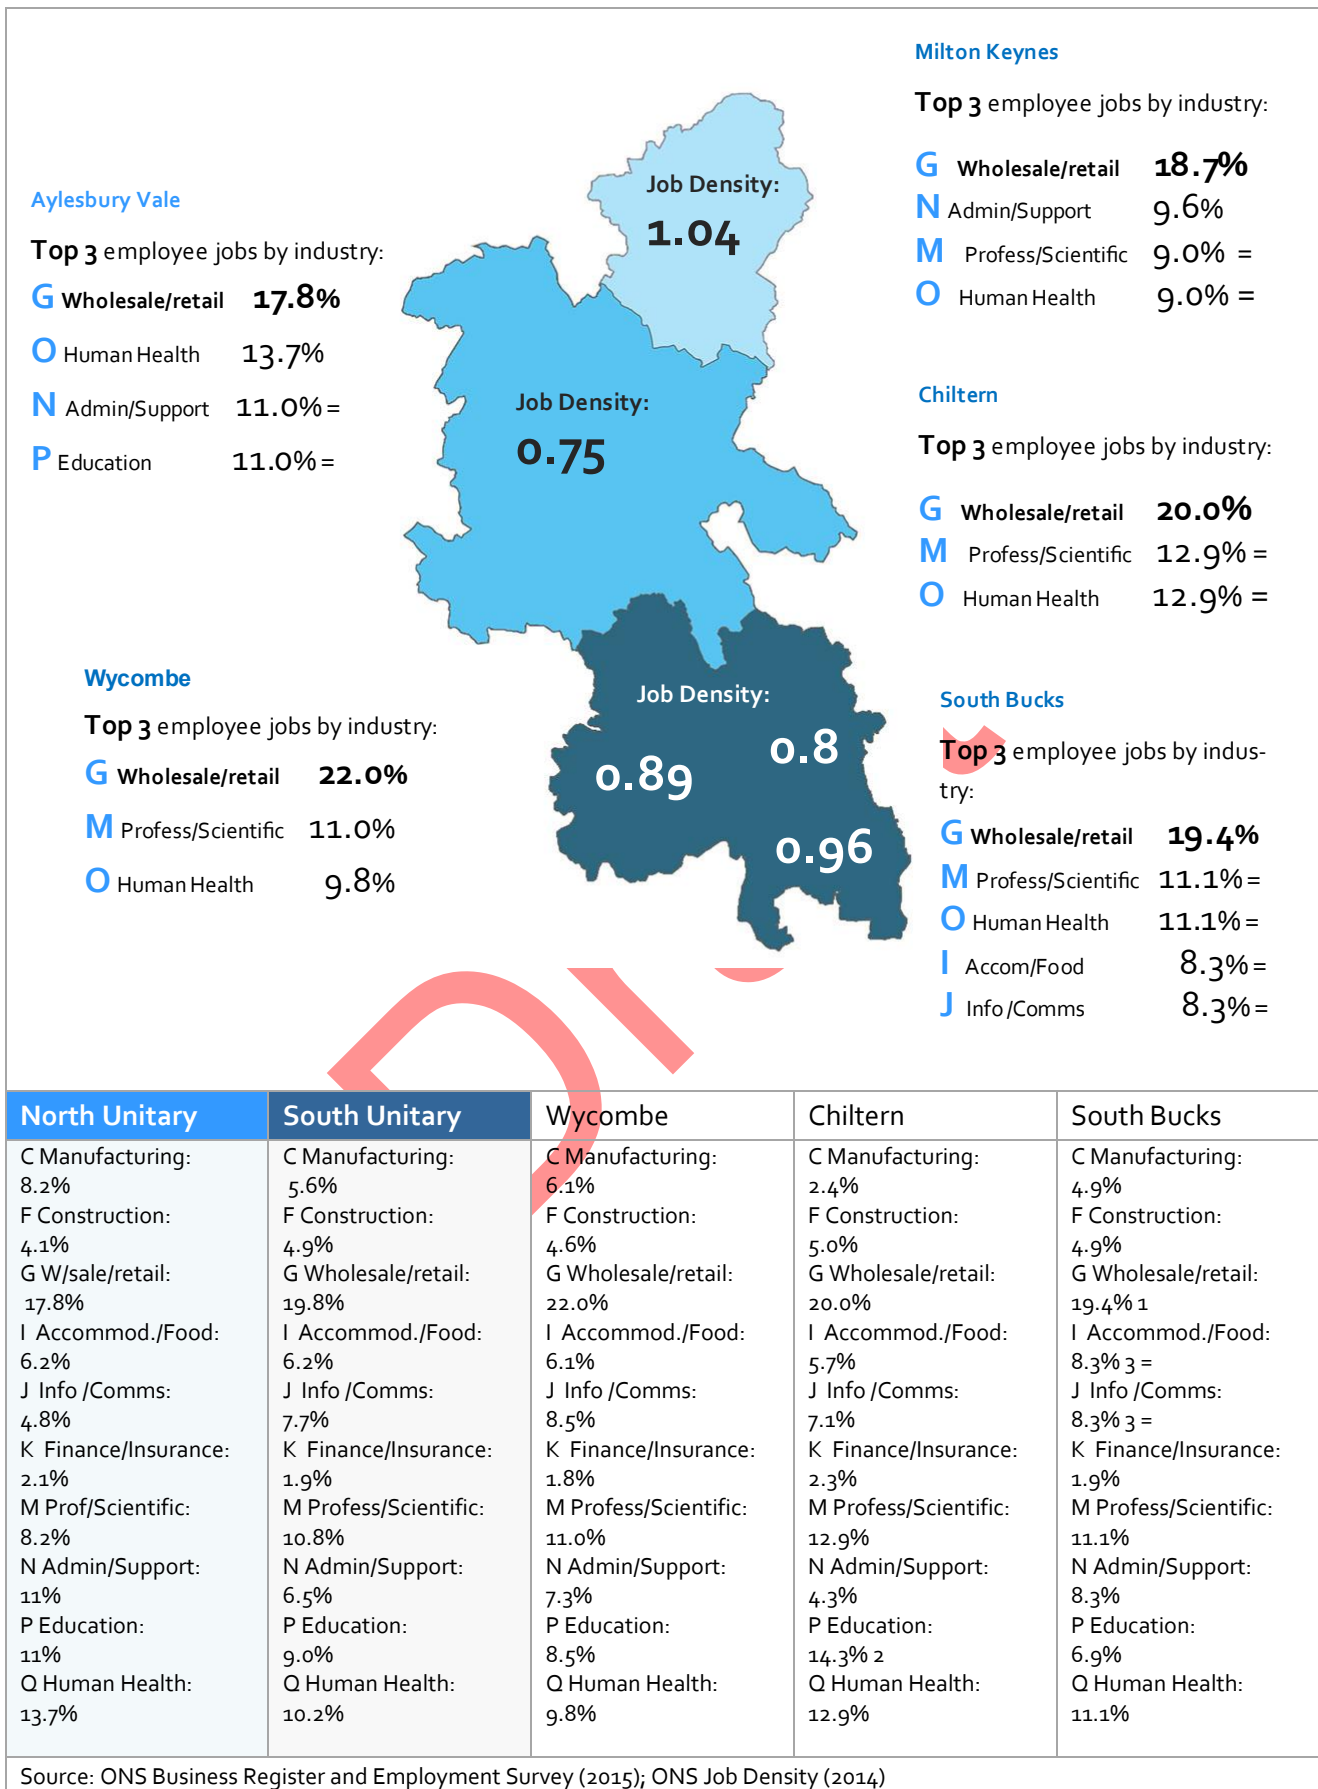 Milton Keynes
Top 3 employee jobs by industry:
G Wholesale/retail 18.7%
N Admin/Support 9.6%
M Profess/Scientific 9.0% =
O Human Health 9.0% =
Aylesbury Vale
Top 3 employee jobs by industry:
G Wholesale/retail 17.8%
O Human Health 13.7%
N Admin/Support 11.0% =
P Education 11.0% =
Job Density:
1.04
Job Density:
0.75
Chiltern
Top 3 employee jobs by industry:
G Wholesale/retail 20.0%
M Profess/Scientific 12.9% =
O Human Health 12.9% =
Wycombe
Top 3 employee jobs by industry:
G Wholesale/retail 22.0%
M Profess/Scientific 11.0%
O Human Health 9.8%
Job Density:
0.8
0.89
0.96
South Bucks
Top 3 employee jobs by indus-
try:
G Wholesale/retail 19.4%
M Profess/Scientific 11.1% =
O Human Health 11.1% =
I Accom/Food 8.3% =
J Info /Comms 8.3% =
North Unitary
C Manufacturing:
8.2%
F Construction:
4.1%
G W/sale/retail:
17.8%
I Accommod./Food:
6.2%
J Info /Comms:
4.8%
K Finance/Insurance:
2.1%
M Prof/Scientific:
8.2%
N Admin/Support:
11%
P Education:
11%
Q Human Health:
13.7%
South Unitary
C Manufacturing:
5.6%
F Construction:
4.9%
G Wholesale/retail:
19.8%
I Accommod./Food:
6.2%
J Info /Comms:
7.7%
K Finance/Insurance:
1.9%
M Profess/Scientific:
10.8%
N Admin/Support:
6.5%
P Education:
9.0%
Q Human Health:
10.2%
Wycombe
C Manufacturing:
6.1%
F Construction:
4.6%
G Wholesale/retail:
22.0%
I Accommod./Food:
6.1%
J Info /Comms:
8.5%
K Finance/Insurance:
1.8%
M Profess/Scientific:
11.0%
N Admin/Support:
7.3%
P Education:
8.5%
Q Human Health:
9.8%
Chiltern
C Manufacturing:
2.4%
F Construction:
5.0%
G Wholesale/retail:
20.0%
I Accommod./Food:
5.7%
J Info /Comms:
7.1%
K Finance/Insurance:
2.3%
M Profess/Scientific:
12.9%
N Admin/Support:
4.3%
P Education:
14.3% 2
Q Human Health:
12.9%
South Bucks
C Manufacturing:
4.9%
F Construction:
4.9%
G Wholesale/retail:
19.4% 1
I Accommod./Food:
8.3% 3 =
J Info /Comms:
8.3% 3 =
K Finance/Insurance:
1.9%
M Profess/Scientific:
11.1%
N Admin/Support:
8.3%
P Education:
6.9%
Q Human Health:
11.1%
Source: ONS Business Register and Employment Survey (2015); ONS Job Density (2014)